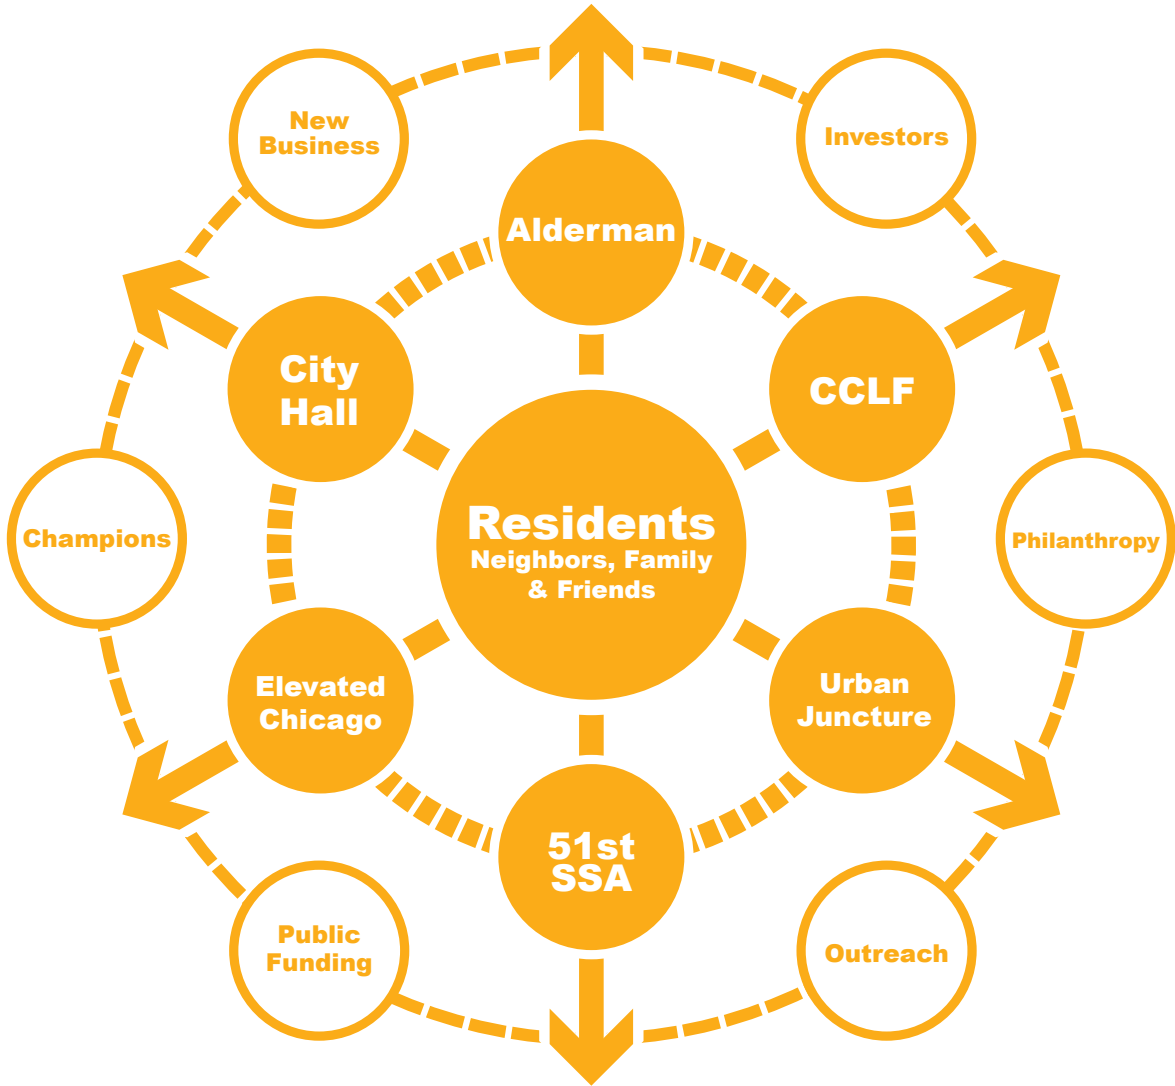 New
Business
Investors
Alderman
City
Hall
CCLF
Residents
Neighbors, Family
& Friends
Champions
Philanthropy
Elevated
Chicago
Urban
Juncture
51st
SSA
Public
Funding
Outreach